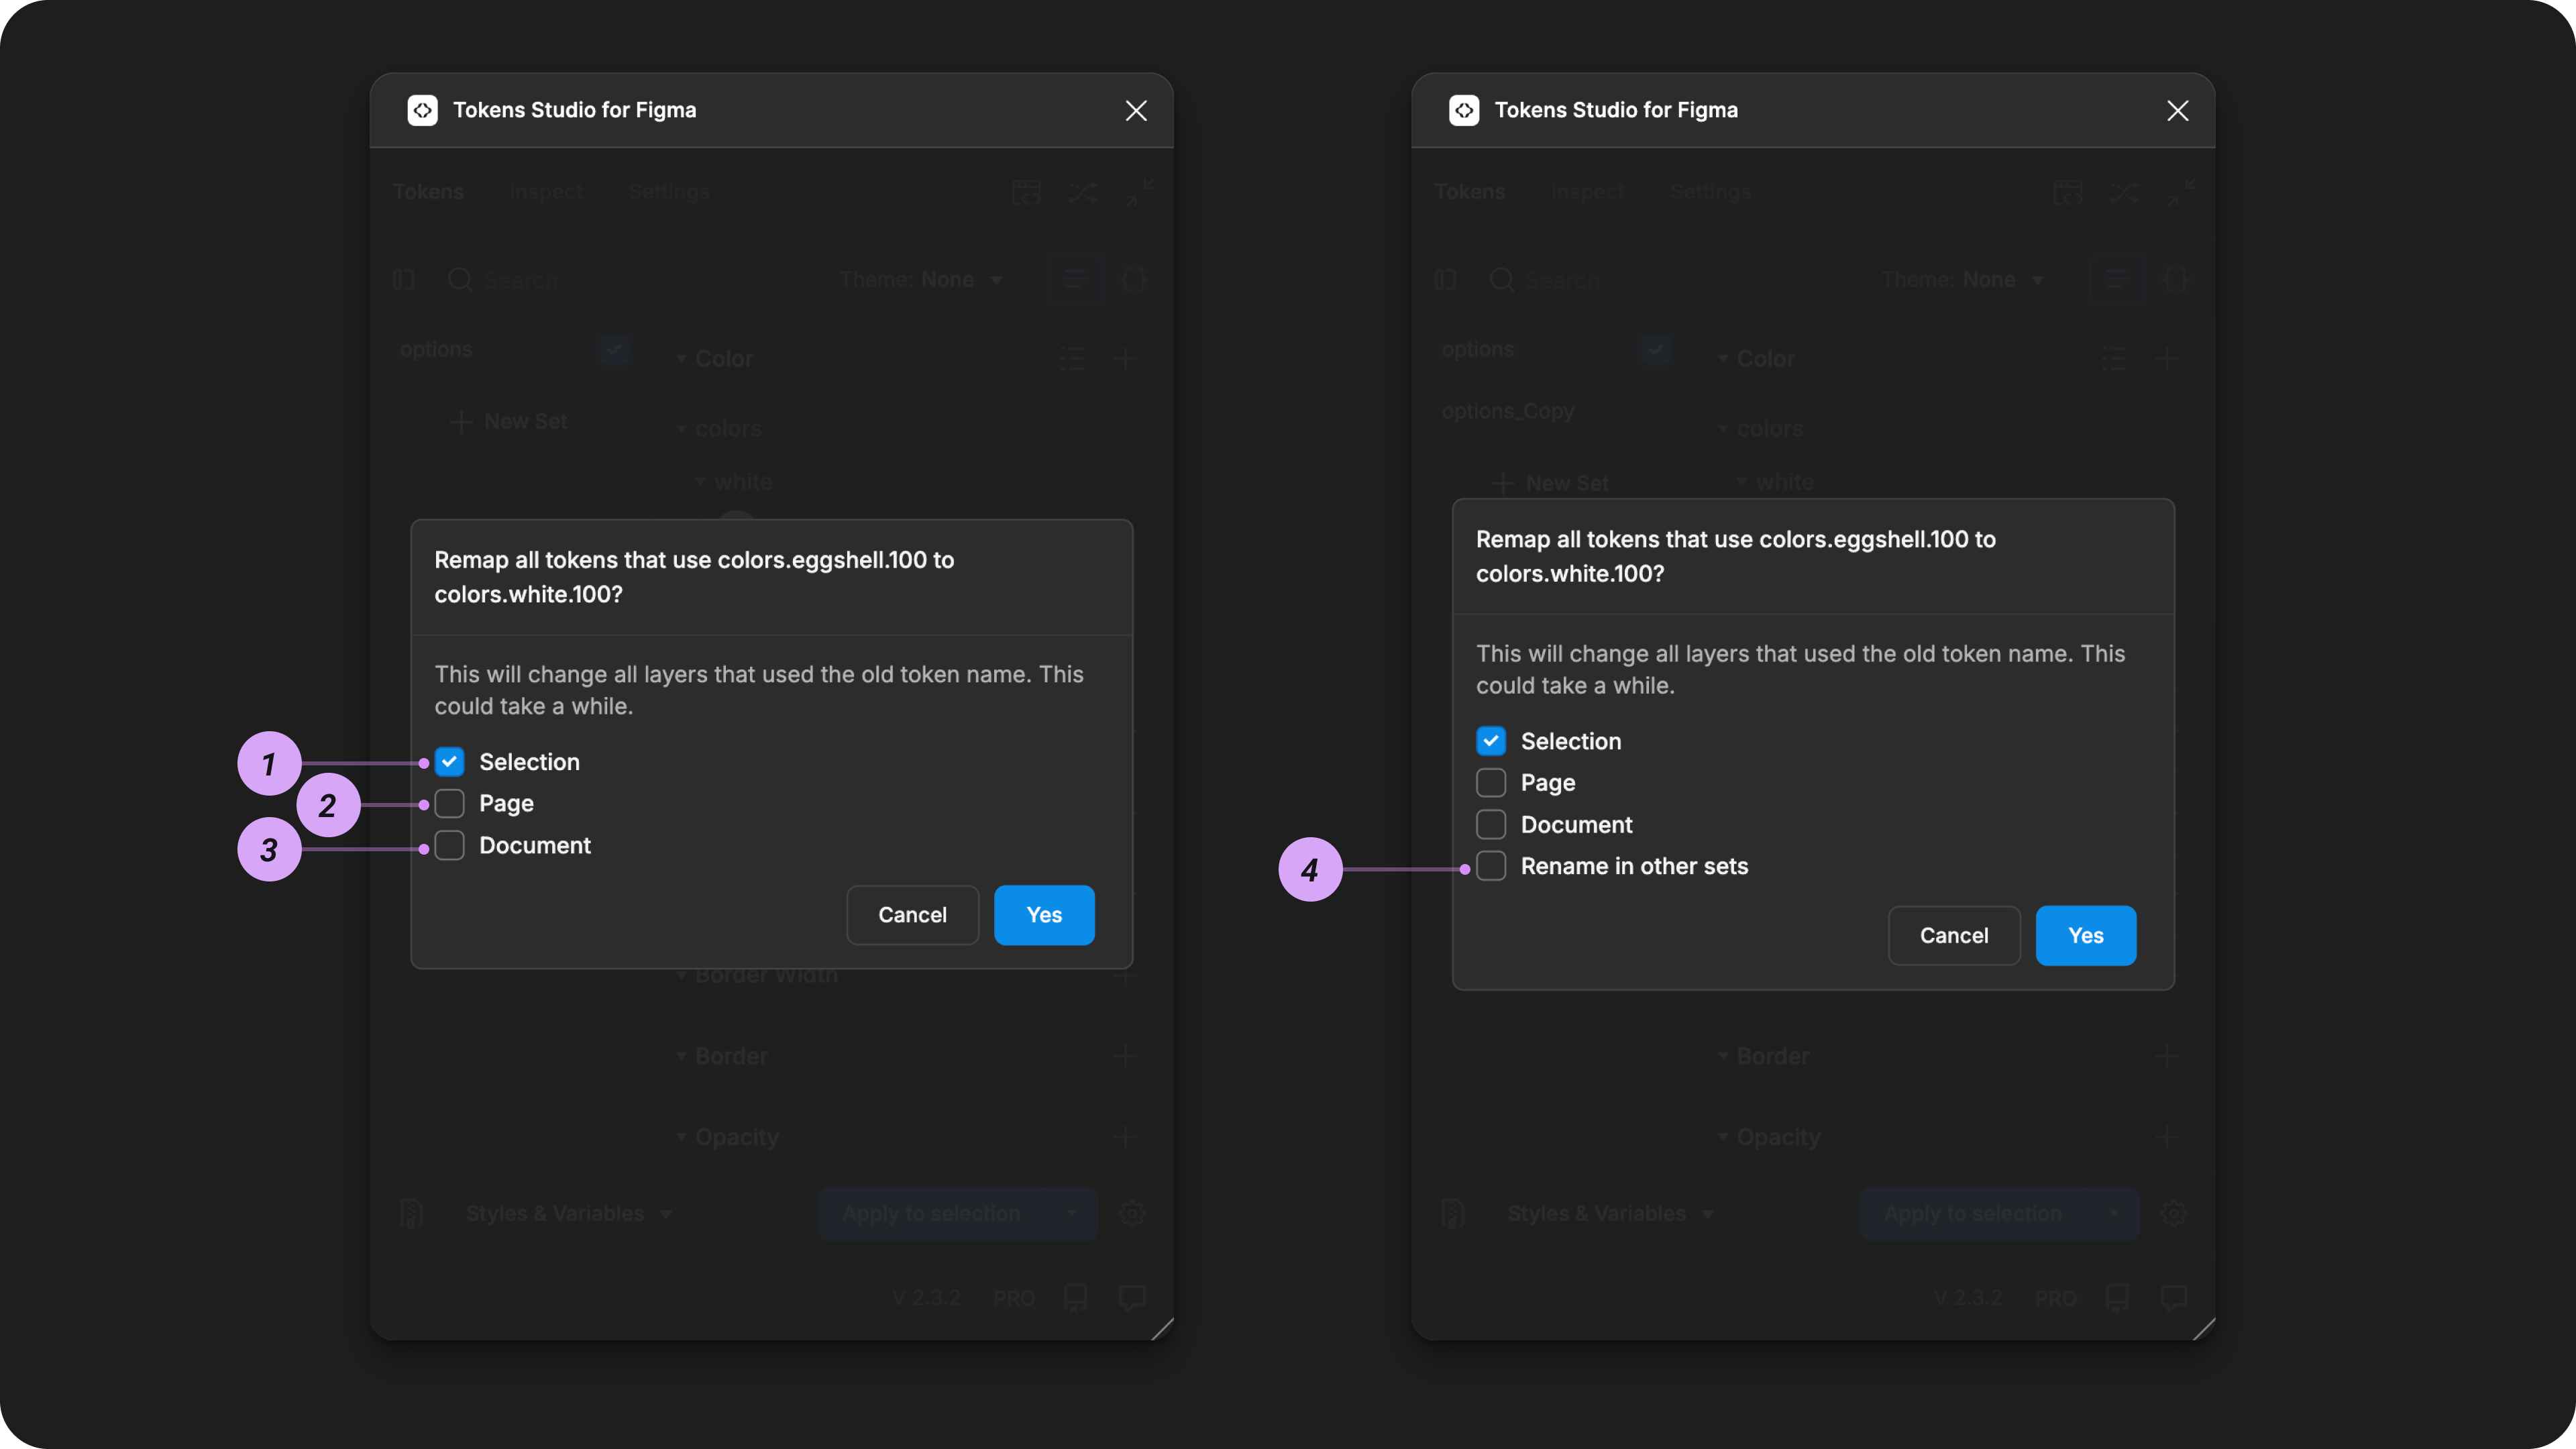 Tokens Studio for Figma
Tokens Inspect Settings
Search Theme: None
options
New Set
Color
colors
white
Remap all tokens that use colors.eggshell.100 to
colors.white.100?
This will change all layers that used the old token name. This
could take a while.
1 Selection
2 Page
3 Document
Cancel Yes
Border Width
Border
Opacity
Styles & Variables Apply to selection
V 2.3.2 PRO
Tokens Studio for Figma
Tokens Inspect Settings
Search Theme: None
options
options_Copy
New Set
Color
colors
white
Remap all tokens that use colors.eggshell.100 to
colors.white.100?
This will change all layers that used the old token name. This
could take a while.
Selection
Page
Document
4 Rename in other sets
Cancel Yes
Border
Opacity
Styles & Variables Apply to selection
V 2.3.2 PRO